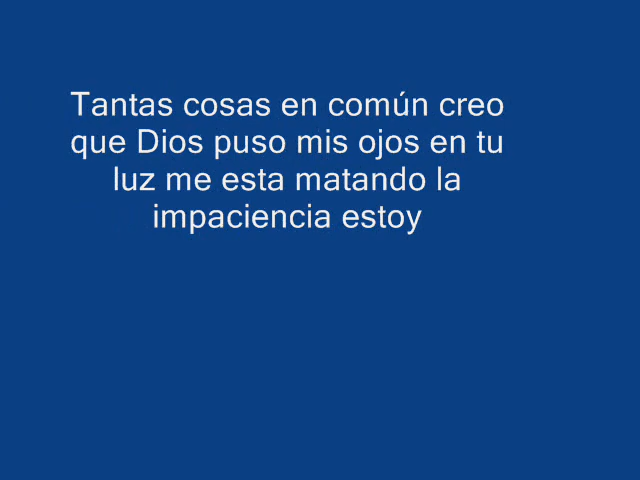 Tantas cosas en común creo
que Dios puso mis ojos en tu
luz me esta matando la
impaciencia estoy